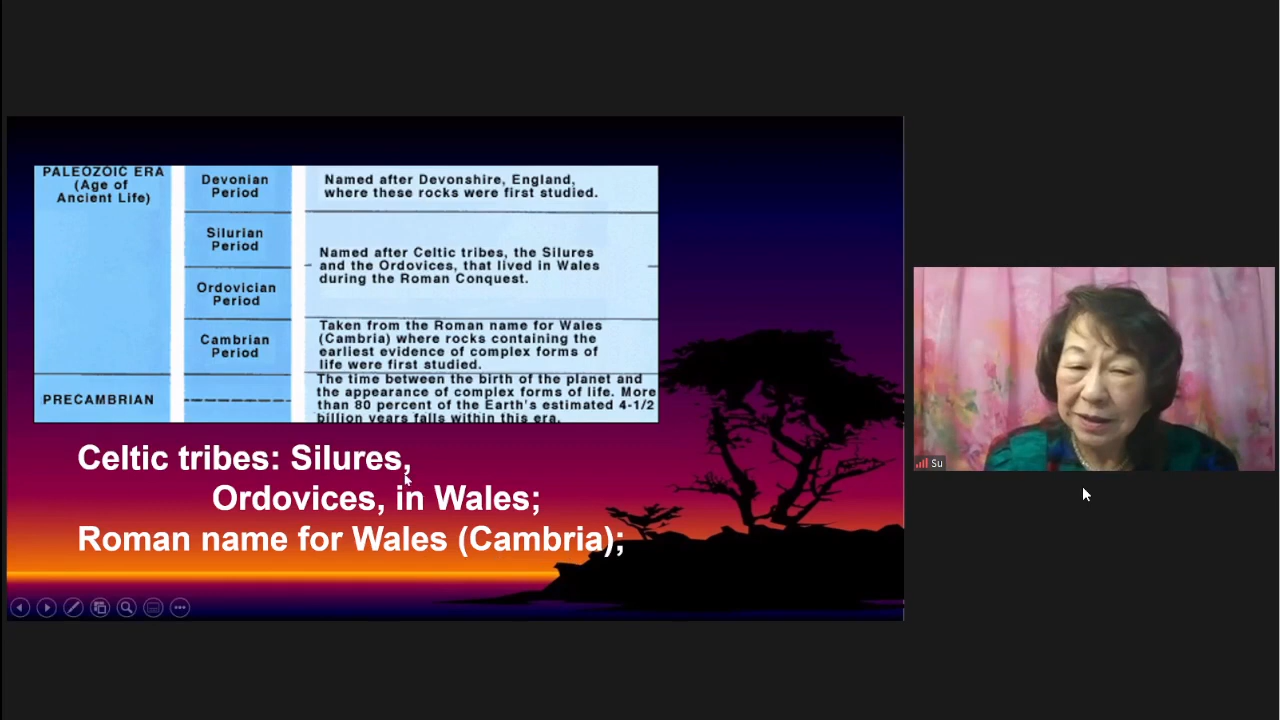 PALEOZOIC ERA
(Age of
Ancient Life)
Devonian
Period
Named after Devonshire, England,
where these rocks were first studied.
Silurian
Period
Ordovician
Period
Named after Celtic tribes, the Silures
and the Ordovices, that lived in Wales
during the Roman Conquest.
Cambrian
Period
Taken from the Roman name for Wales
(Cambria) where rocks containing the
earliest evidence of complex forms of
life were first studied.
PRECAMBRIAN
The time between the birth of the planet and
the appearance of complex forms of life. More
than 80 percent of the Earth's estimated 4-1/2
billion years falls within this era.
Celtic tribes: Silures,
Ordovices, in Wales;
Roman name for Wales (Cambria);
Su